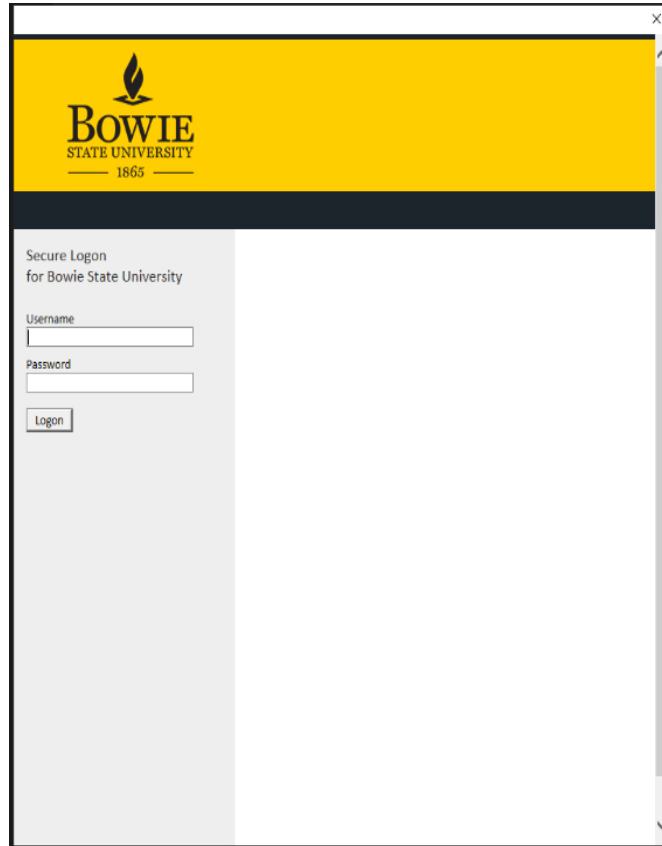 BOWIE
STATE UNIVERSITY
1865
Secure Logon
for Bowie State University
Username
Password
Logon